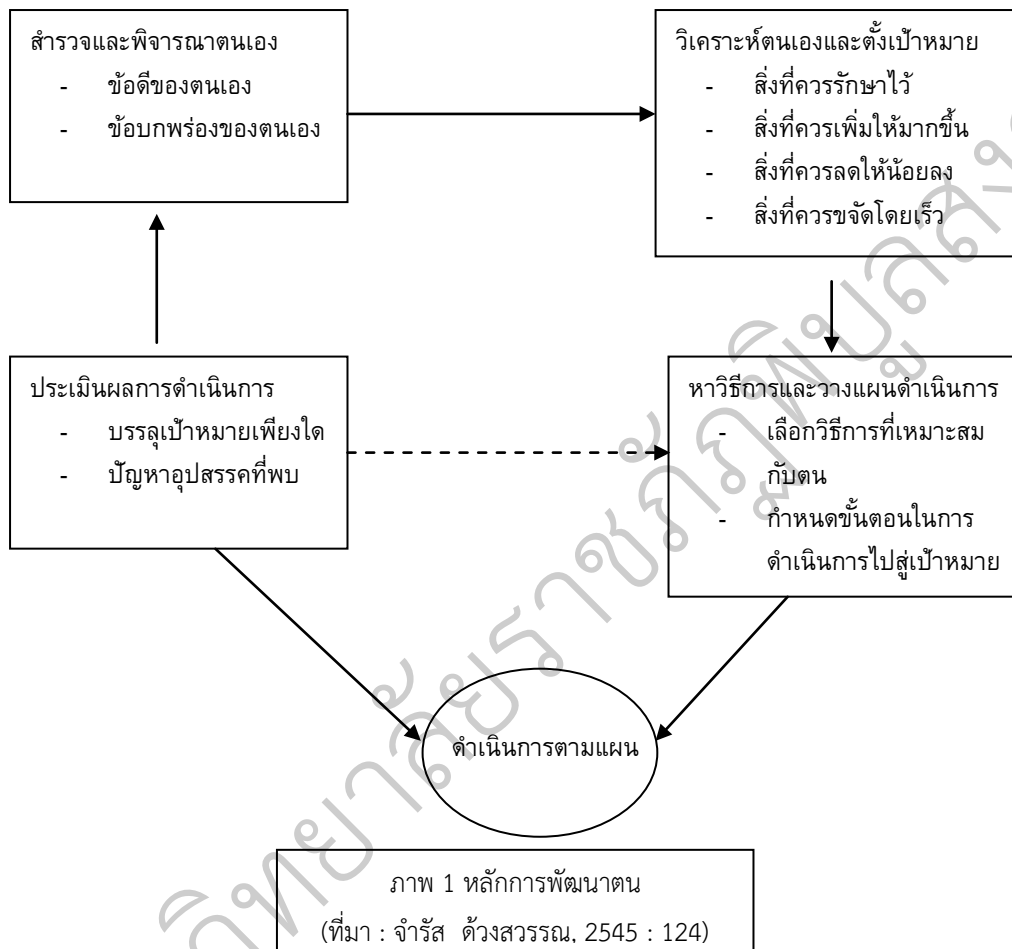 สำรวจและพิจารณาตนเอง
- ข้อดีของตนเอง
- ข้อบกพร่องของตนเอง
วิเคราะห์ตนเองและตั้งเป้าหมาย
- สิ่งที่ควรรักษาไว้
- สิ่งที่ควรเพิ่มให้มากขึ้น
- สิ่งที่ควรลดให้น้อยลง
- สิ่งที่ควรขจัดโดยเร็ว
ประเมินผลการดำเนินการ
- บรรลุเป้าหมายเพียงใด
- ปัญหาอุปสรรคที่พบ
หาวิธีการและวางแผนดำเนินการ
- เลือกวิธีการที่เหมาะสม
กับตน
- กำหนดขั้นตอนในการ
ดำเนินการไปสู่เป้าหมาย
ดำเนินการตามแผน
ภาพ 1 หลักการพัฒนาตน
(ที่มา : จำรัส ด้วงสวรรณ, 2545 : 124)